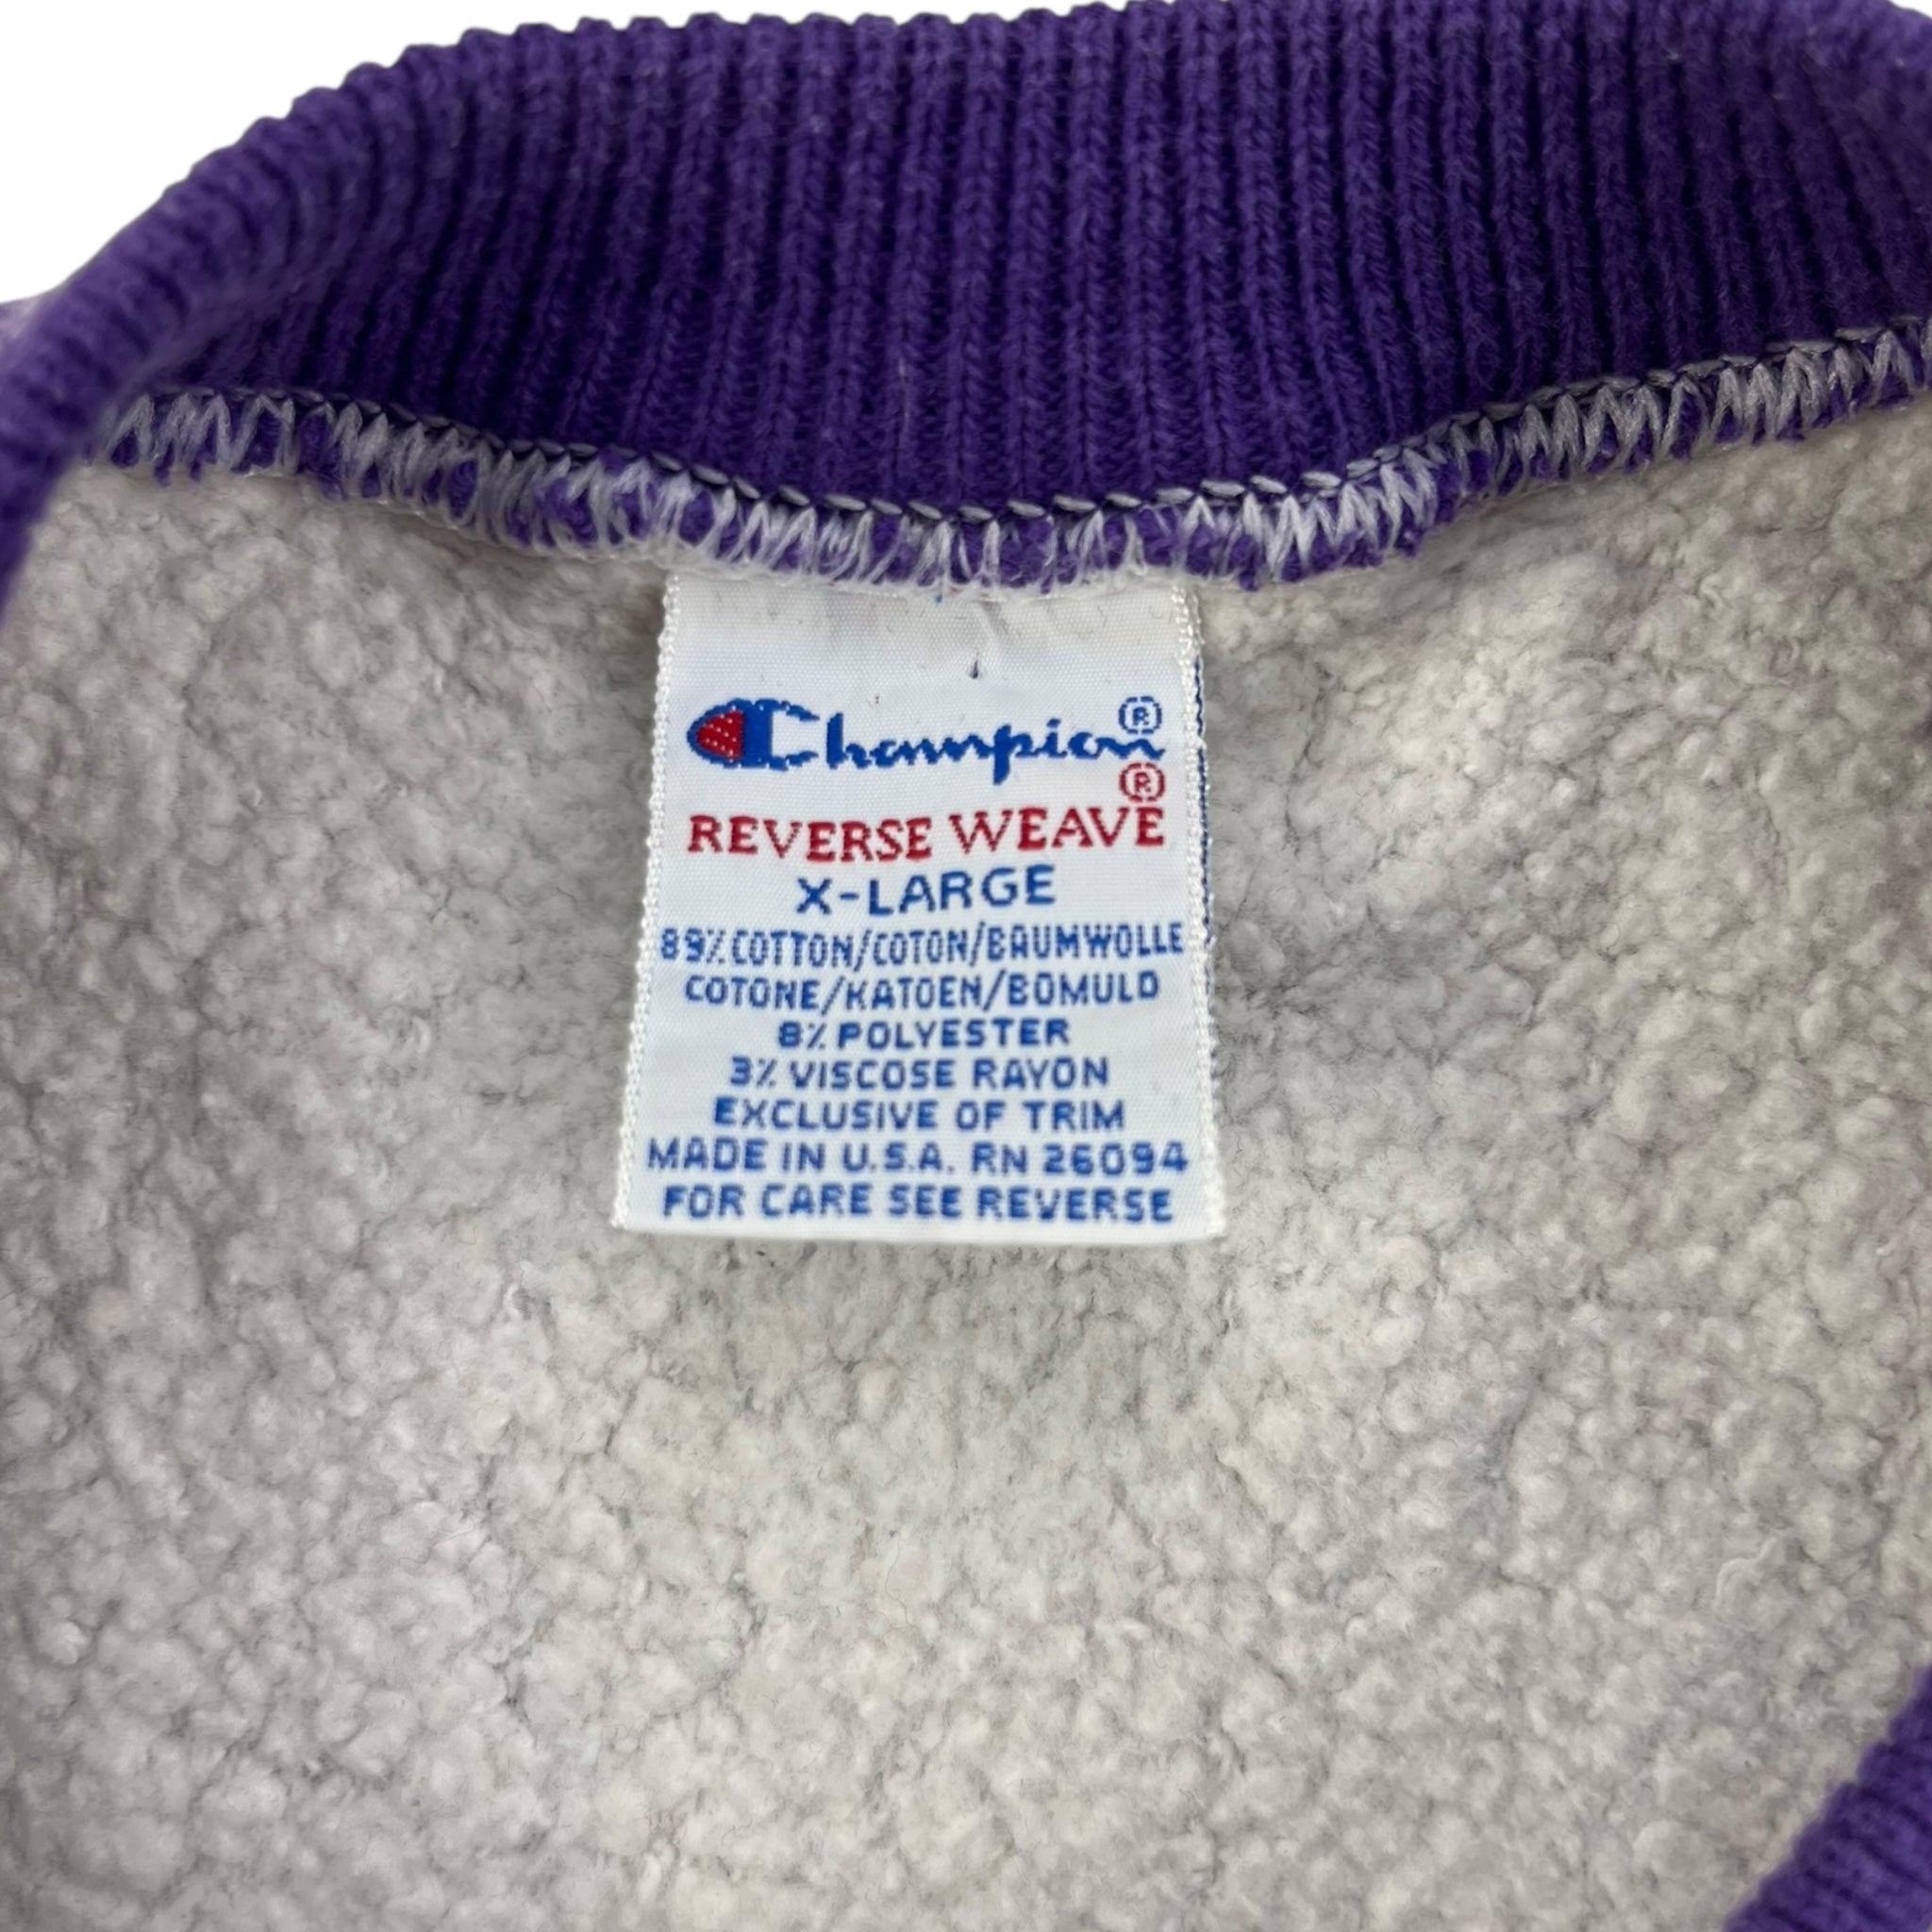 Champion®
®
REVERSE WEAVE
X-LARGE
89% COTTON/COTON/BAUMWOLLE
COTONE/KATOEN/BOMULD
8% POLYESTER
3% VISCOSE RAYON
EXCLUSIVE OF TRIM
MADE IN U.S.A. RN 26094
FOR CARE SEE REVERSE